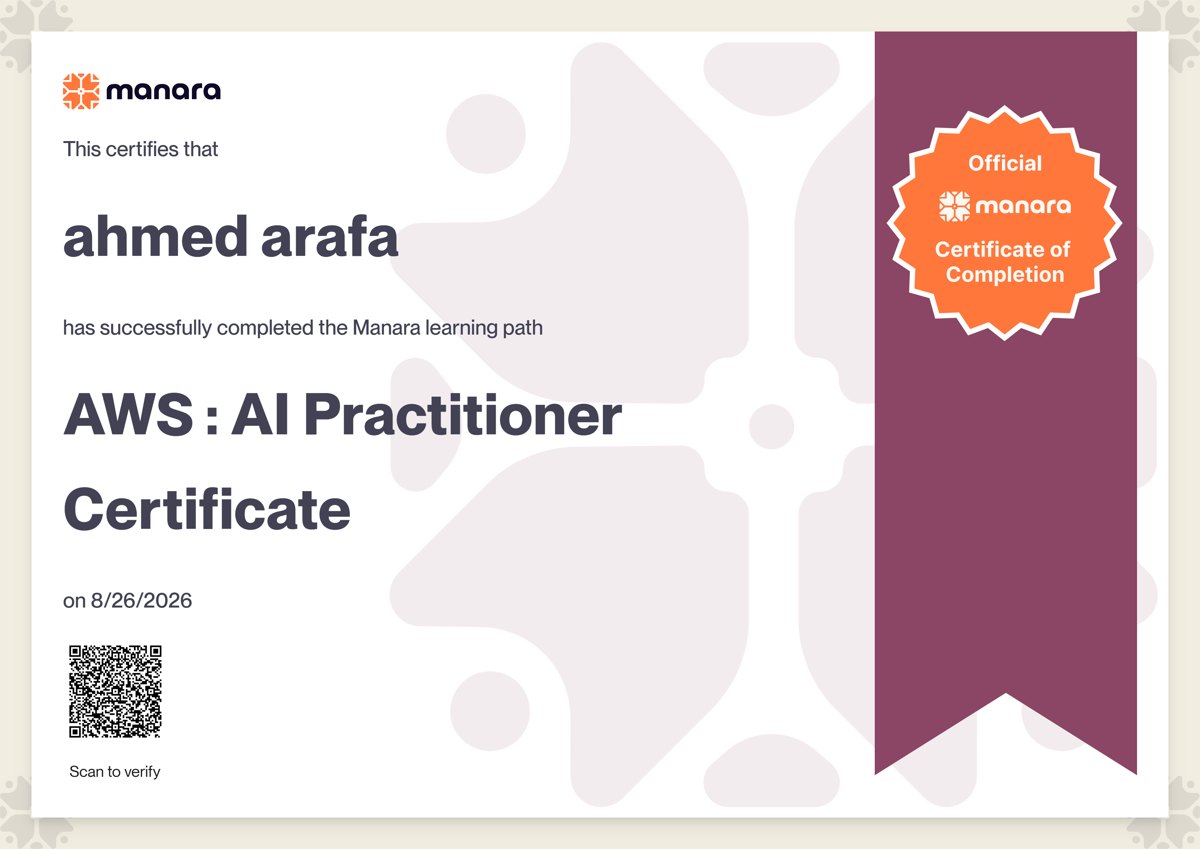 manara
This certifies that
ahmed arafa
has successfully completed the Manara learning path
AWS : AI Practitioner
Certificate
on 8/26/2026
Scan to verify
Official
manara
Certificate of
Completion